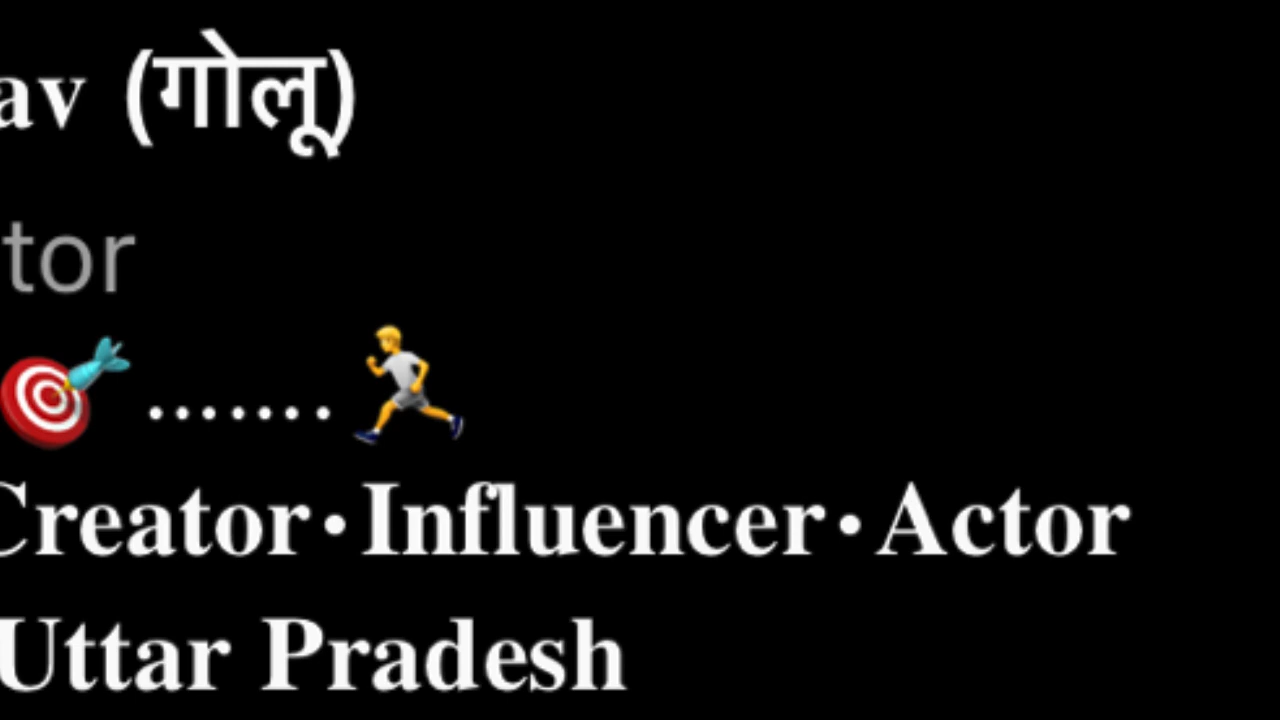 av (गोलू)
tor
🎯.......🏃
Creator•Influencer•Actor
Uttar Pradesh